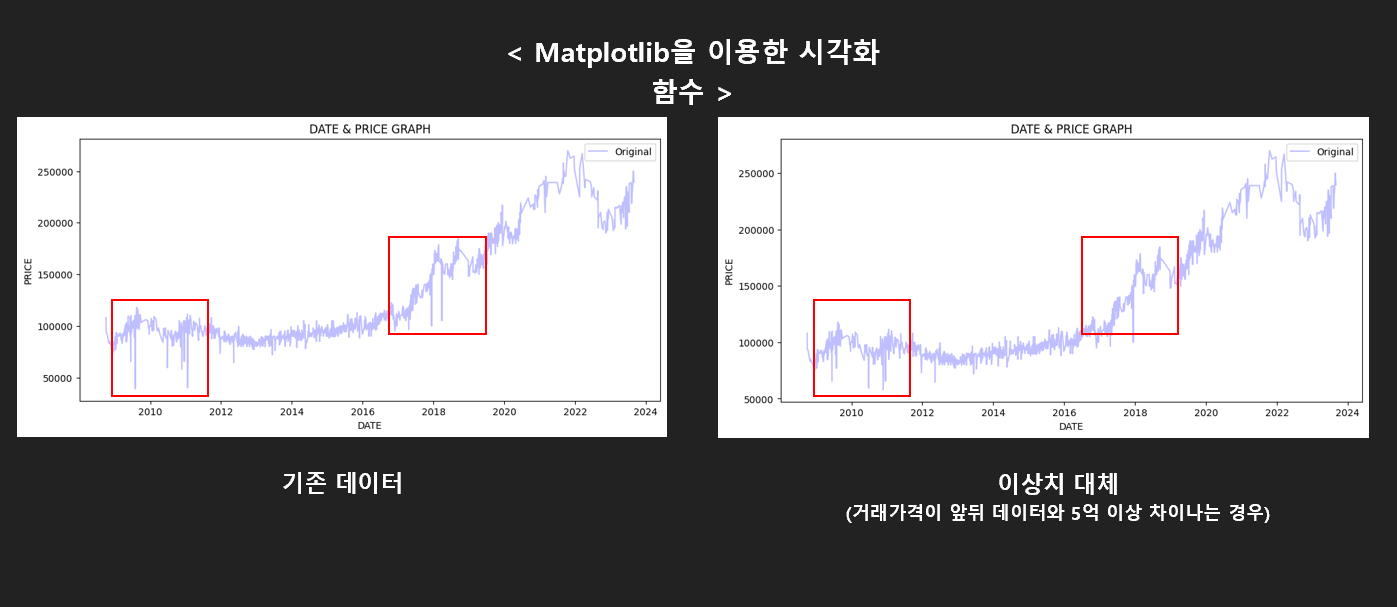 < Matplotlib을 이용한 시각화
함수 >
DATE & PRICE GRAPH
Original
PRICE
250000
200000
150000
100000
50000
2010 2012 2014 2016 2018 2020 2022 2024
DATE
기존 데이터
DATE & PRICE GRAPH
Original
PRICE
250000
200000
150000
100000
50000
2010 2012 2014 2016 2018 2020 2022 2024
DATE
이상치 대체
(거래가격이 앞뒤 데이터와 5억 이상 차이나는 경우)